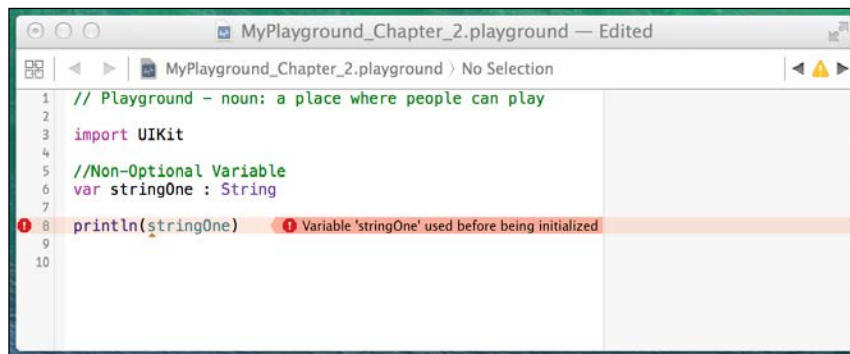 MyPlayground_Chapter_2.playground — Edited
MyPlayground_Chapter_2.playground 〉 No Selection
1 // Playground – noun: a place where people can play
2
3 import UIKit
4
5 //Non-Optional Variable
6 var stringOne : String
7
8 println(stringOne) Variable 'stringOne' used before being initialized
9
10